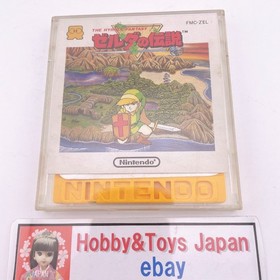 THE HYRULE FANTASY
FMC-ZEL
ゼルダの伝説
Nintendo
NINTENDO
Hobby&Toys Japan
ebay